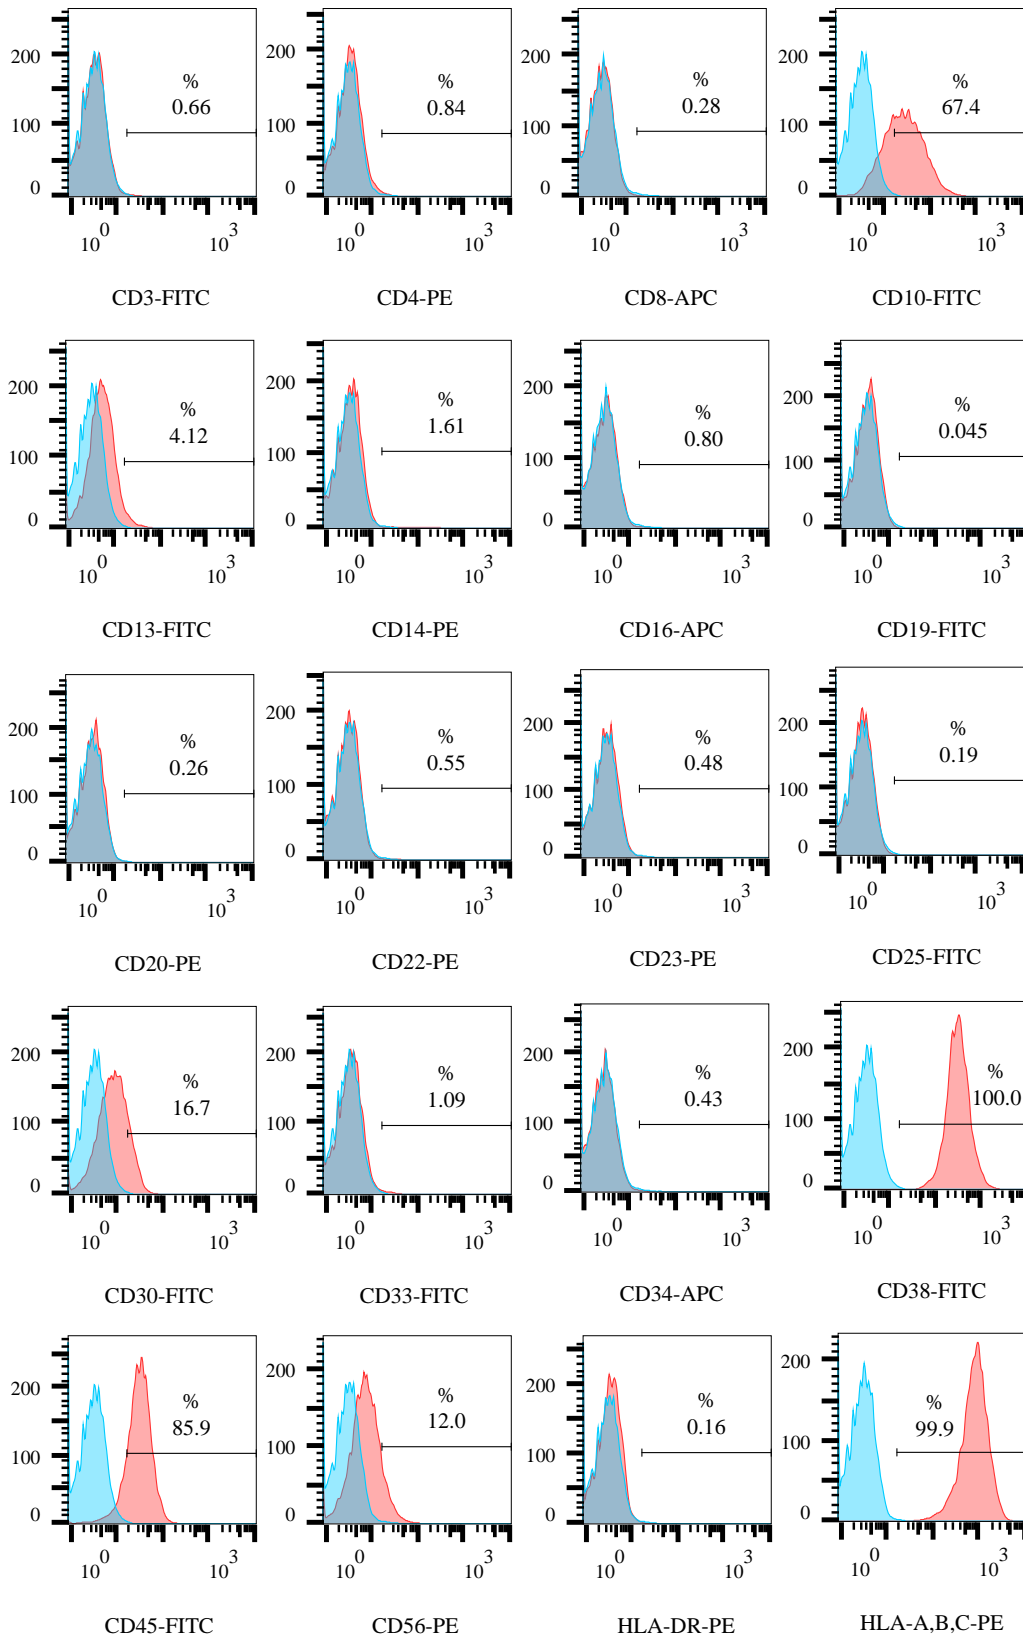 200 % 200 % 200 % 200 %
0.66 0.84 0.28 67.4
100 100 100 100
0 0 0 0
10^0 10^3 10^0 10^3 10^0 10^3 10^0 10^3
CD3-FITC CD4-PE CD8-APC CD10-FITC
200 % 200 % 200 % 200 %
4.12 1.61 0.80 0.045
100 100 100 100
0 0 0 0
10^0 10^3 10^0 10^3 10^0 10^3 10^0 10^3
CD13-FITC CD14-PE CD16-APC CD19-FITC
200 % 200 % 200 % 200 %
0.26 0.55 0.48 0.19
100 100 100 100
0 0 0 0
10^0 10^3 10^0 10^3 10^0 10^3 10^0 10^3
CD20-PE CD22-PE CD23-PE CD25-FITC
200 % 200 % 200 % 200 %
16.7 1.09 0.43 100.0
100 100 100 100
0 0 0 0
10^0 10^3 10^0 10^3 10^0 10^3 10^0 10^3
CD30-FITC CD33-FITC CD34-APC CD38-FITC
200 % 200 % 200 % 200 %
85.9 12.0 0.16 99.9
100 100 100 100
0 0 0 0
10^0 10^3 10^0 10^3 10^0 10^3 10^0 10^3
CD45-FITC CD56-PE HLA-DR-PE HLA-A,B,C-PE